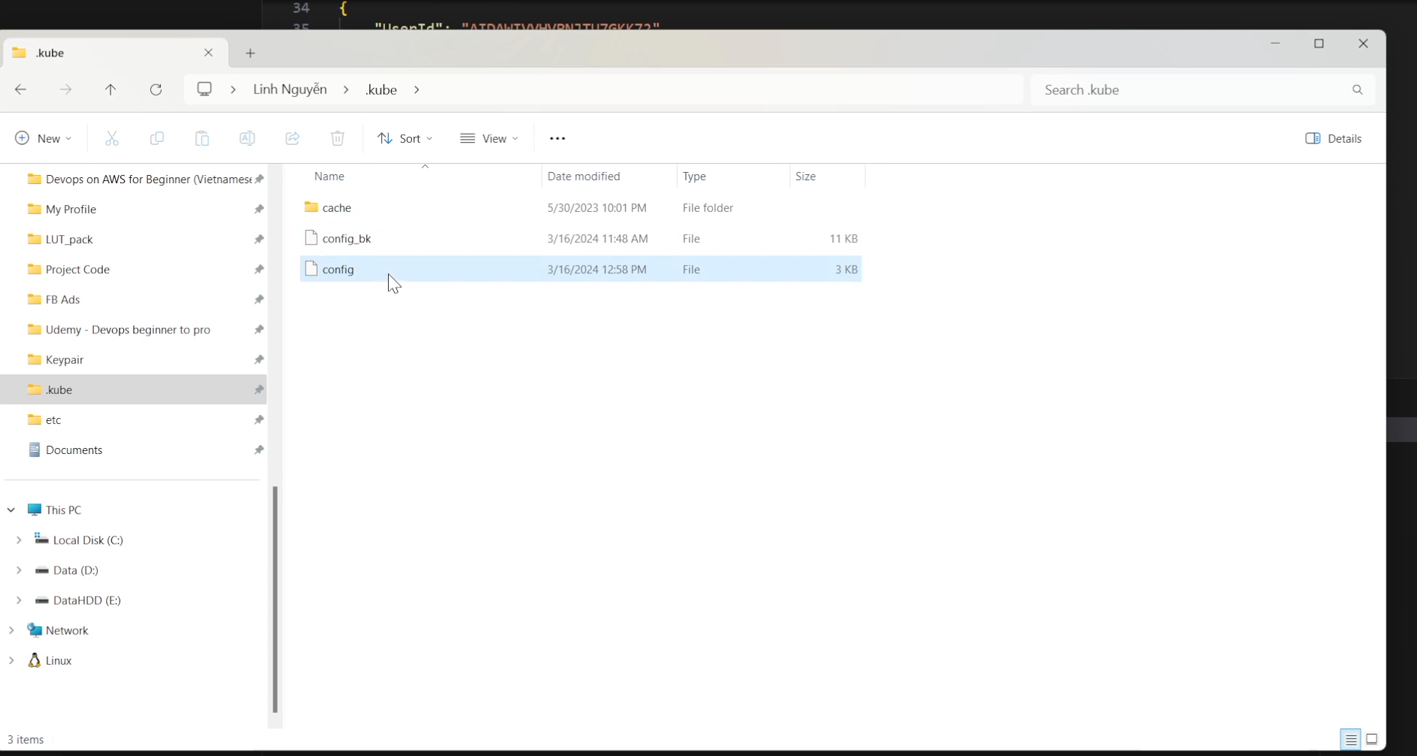 34 {
35 "UserId": "AIDAWTVVHVPNJTU7GKKZ2"
.kube
Linh Nguyễn .kube
Search .kube
New
Sort
View
Details
Name Date modified Type Size
cache 5/30/2023 10:01 PM File folder
config_bk 3/16/2024 11:48 AM File 11 KB
config 3/16/2024 12:58 PM File 3 KB
Devops on AWS for Beginner (Vietnamese
My Profile
LUT_pack
Project Code
FB Ads
Udemy - Devops beginner to pro
Keypair
.kube
etc
Documents
This PC
Local Disk (C:)
Data (D:)
DataHDD (E:)
Network
Linux
3 items